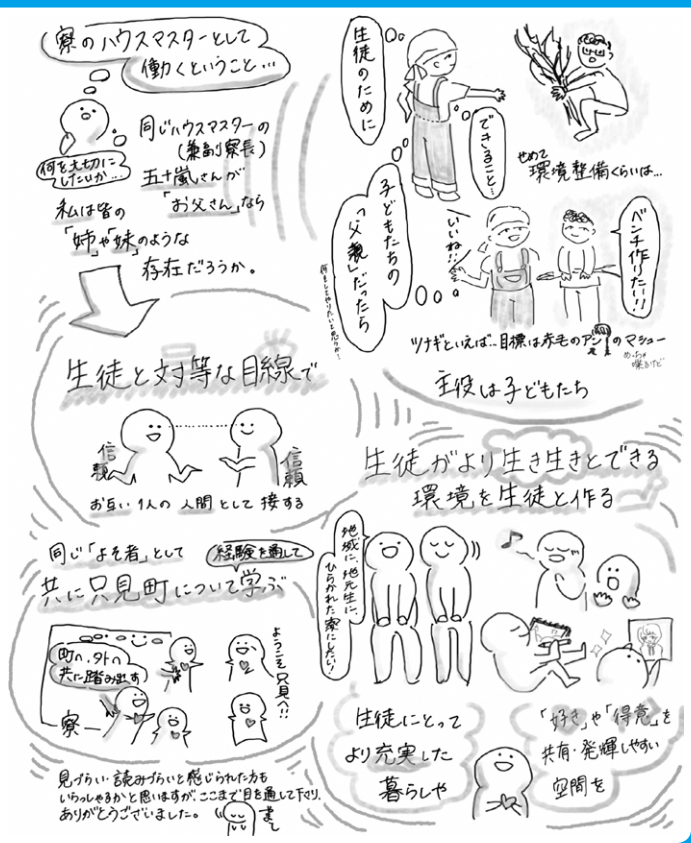 寮のハウスマスターとして
働くということ…
何を大切に
したいか…
同じハウスマスターの
(兼副寮長)
五十嵐さんが
「お父さん」なら
私は皆の
「姉」や「妹」のような
存在だろうか。
生徒と対等な目線で
信頼
信頼
お互い1人の人間として接する
同じ「よそ者」として
経験を通して
共に只見町について学ぶ
町へ、外へ
共に踏み出す
寮
ようこそ只見へ!!
見づらい・読みづらいと感じられた方も
いらっしゃるかと思いますが、ここまで目を通して下さり、
ありがとうございました。
生徒のために
できること…
せめて
環境整備くらいは…
子どもたちの
「父親」だったら
いいねだぞ。
ベンチ作りたい!!
ツナギといえば…目標は赤毛のアンのマシュー
主役は子どもたち
生徒がより生き生きとできる
環境を生徒と作る
地域に、地元生に、
ひらかれた寮にしたい!
生徒にとって
より充実した
暮らしや
「好き」や「得意」を
共有・発揮しやすい
空間を